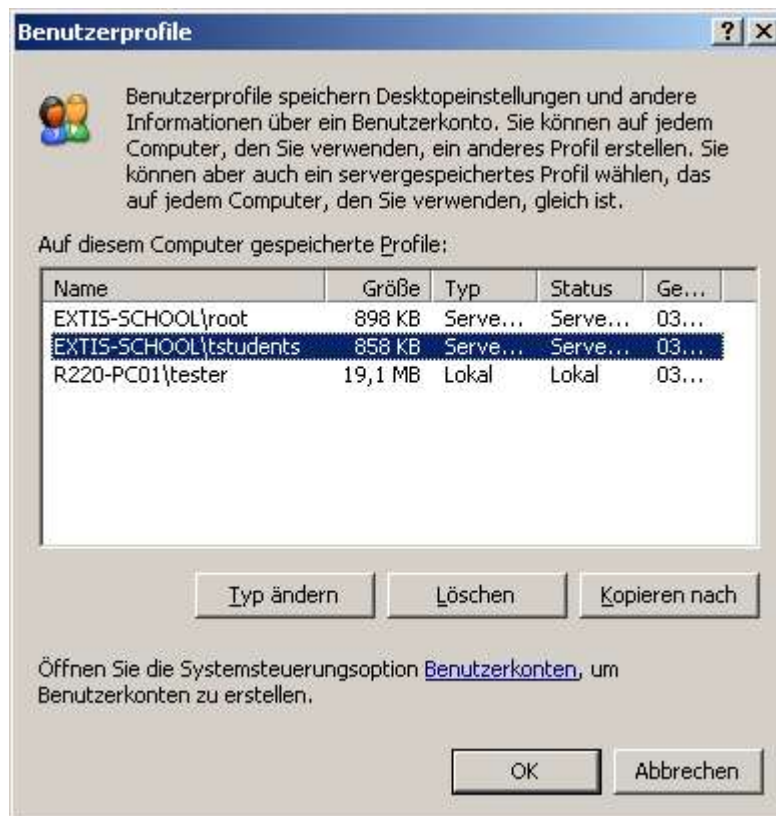 Benutzerprofile
Benutzerprofile speichern Desktopeinstellungen und andere
Informationen über ein Benutzerkonto. Sie können auf jedem
Computer, den Sie verwenden, ein anderes Profil erstellen. Sie
können aber auch ein servergespeichertes Profil wählen, das
auf jedem Computer, den Sie verwenden, gleich ist.
Auf diesem Computer gespeicherte Profile:
Name Größe Typ Status Ge...
EXTIS-SCHOOL\root 898 KB Serve... Serve... 03...
EXTIS-SCHOOL\tstudents 858 KB Serve... Serve... 03...
R220-PC01\tester 19,1 MB Lokal Lokal 03...
Typ ändern Löschen Kopieren nach
Öffnen Sie die Systemsteuerungsoption Benutzerkonten, um
Benutzerkonten zu erstellen.
OK Abbrechen